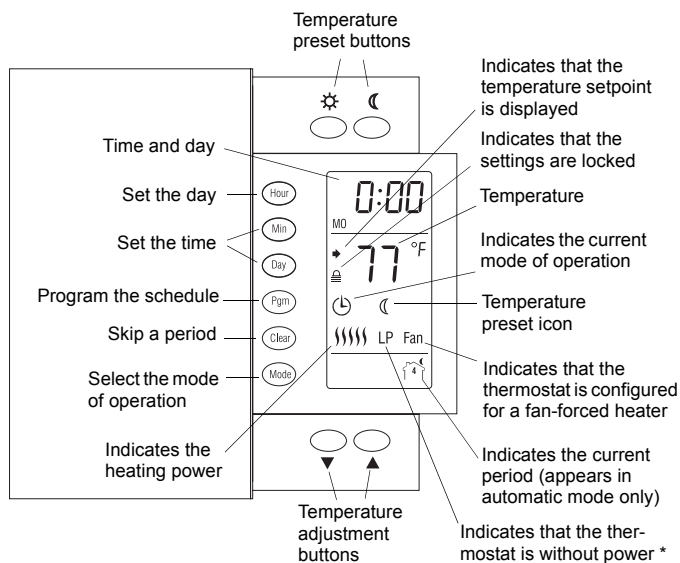 Temperature
preset buttons
Indicates that the
temperature setpoint
is displayed
Indicates that the
settings are locked
Time and day
Set the day
Set the time
Program the schedule
Skip a period
Select the mode
of operation
Indicates the
heating power
Hour
Min
Day
Pgm
Clear
Mode
0:00
MO
77 °F
LP Fan
4
Temperature
Indicates the current
mode of operation
Temperature
preset icon
Indicates that the
thermostat is configured
for a fan-forced heater
Indicates the current
period (appears in
automatic mode only)
Indicates that the ther-
mostat is without power *
Temperature
adjustment
buttons